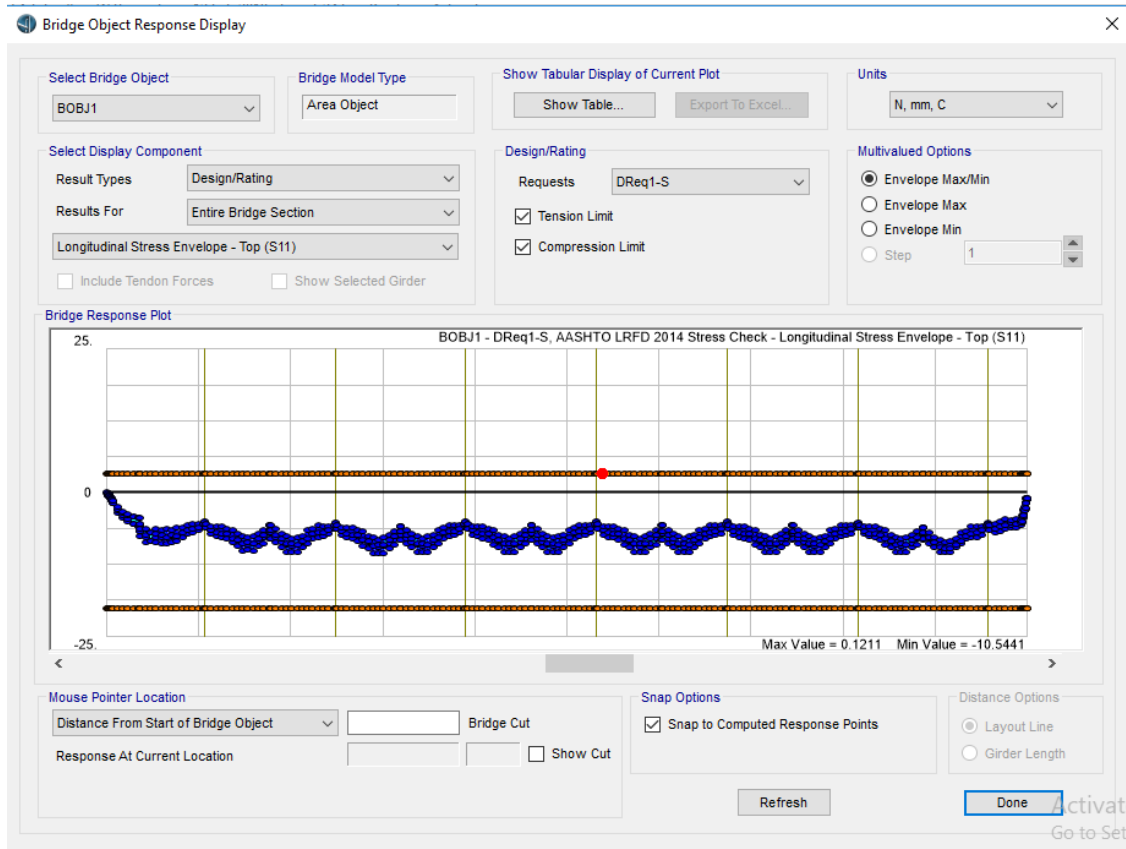 Bridge Object Response Display
Select Bridge Object
BOBJ1
Bridge Model Type
Area Object
Show Tabular Display of Current Plot
Show Table...
Export To Excel...
Units
N, mm, C
Select Display Component
Result Types
Design/Rating
Results For
Entire Bridge Section
Longitudinal Stress Envelope - Top (S11)
Include Tendon Forces
Show Selected Girder
Design/Rating
Requests
DReq1-S
Tension Limit
Compression Limit
Multivalued Options
Envelope Max/Min
Envelope Max
Envelope Min
Step
1
Bridge Response Plot
25.
BOBJ1 - DReq1-S, AASHTO LRFD 2014 Stress Check - Longitudinal Stress Envelope - Top (S11)
0
-25.
Max Value = 0.1211 Min Value = -10.5441
Mouse Pointer Location
Distance From Start of Bridge Object
Bridge Cut
Response At Current Location
Show Cut
Snap Options
Snap to Computed Response Points
Distance Options
Layout Line
Girder Length
Refresh
Done
Activat
Go to Set